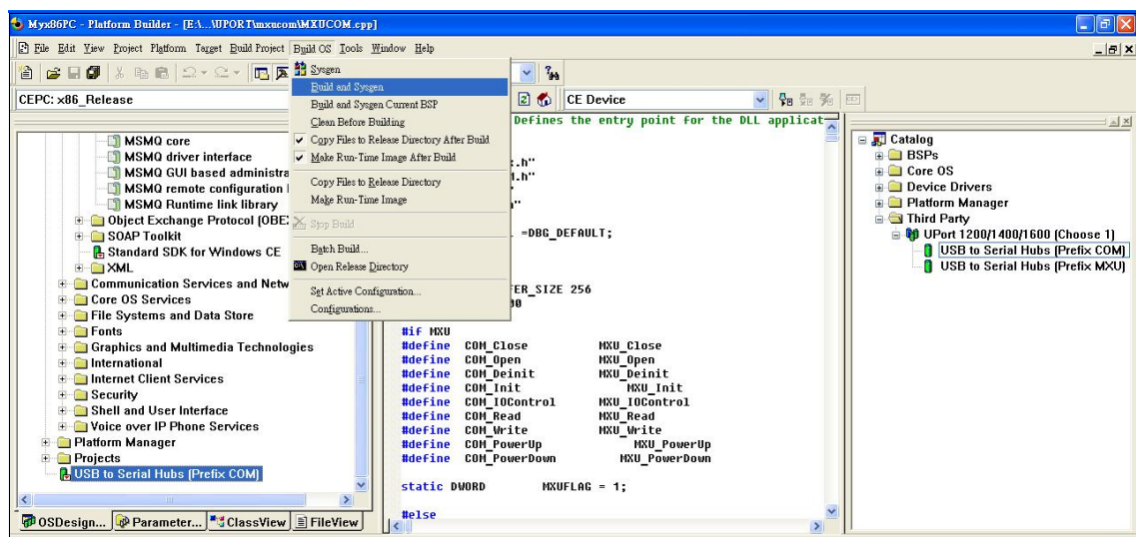 Myx86PC - Platform Builder - [E:\...\UPORT\mxucom\MXUCOM.cpp]
File Edit View Project Platform Target Build Project Build OS Tools Window Help
Sysgen
Build and Sysgen
Build and Sysgen Current BSP
Clean Before Building
Copy Files to Release Directory After Build
Make Run-Time Image After Build
Copy Files to Release Directory
Make Run-Time Image
Stop Build
Batch Build...
Open Release Directory
Set Active Configuration...
Configurations...
CEPC: x86_Release
CE Device
MSMQ core
MSMQ driver interface
MSMQ GUI based administra
MSMQ remote configuration
MSMQ Runtime link library
Object Exchange Protocol (OBE
SOAP Toolkit
Standard SDK for Windows CE
XML
Communication Services and Netw
Core OS Services
File Systems and Data Store
Fonts
Graphics and Multimedia Technologies
International
Internet Client Services
Security
Shell and User Interface
Voice over IP Phone Services
Platform Manager
Projects
USB to Serial Hubs (Prefix COM)
OSDesign... Parameter... ClassView FileView
Defines the entry point for the DLL applicat
.h"
.h"
=DBG_DEFAULT;
ER_SIZE 256
#if MXU
#define COM_Close MXU_Close
#define COM_Open MXU_Open
#define COM_Deinit MXU_Deinit
#define COM_Init MXU_Init
#define COM_IOControl MXU_IOControl
#define COM_Read MXU_Read
#define COM_Write MXU_Write
#define COM_PowerUp MXU_PowerUp
#define COM_PowerDown MXU_PowerDown
static DWORD MXUFLAG = 1;
#else
Catalog
BSPs
Core OS
Device Drivers
Platform Manager
Third Party
UPort 1200/1400/1600 (Choose 1)
USB to Serial Hubs (Prefix COM)
USB to Serial Hubs (Prefix MXU)